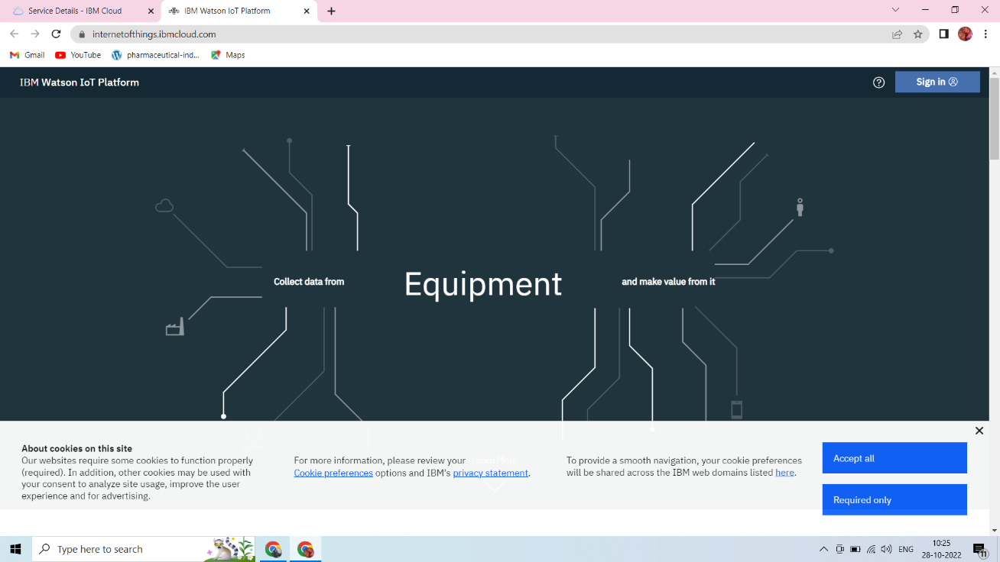 Service Details - IBM Cloud
IBM Watson IoT Platform
internetofthings.ibmcloud.com
Gmail
YouTube
pharmaceutical-ind...
Maps
IBM Watson IoT Platform
Sign in
Collect data from
Equipment
and make value from it
About cookies on this site
Our websites require some cookies to function properly
(required). In addition, other cookies may be used with
your consent to analyze site usage, improve the user
experience and for advertising.
For more information, please review your
Cookie preferences options and IBM's privacy statement.
To provide a smooth navigation, your cookie preferences
will be shared across the IBM web domains listed here.
Accept all
Required only
Type here to search
ENG
10:25
28-10-2022
11